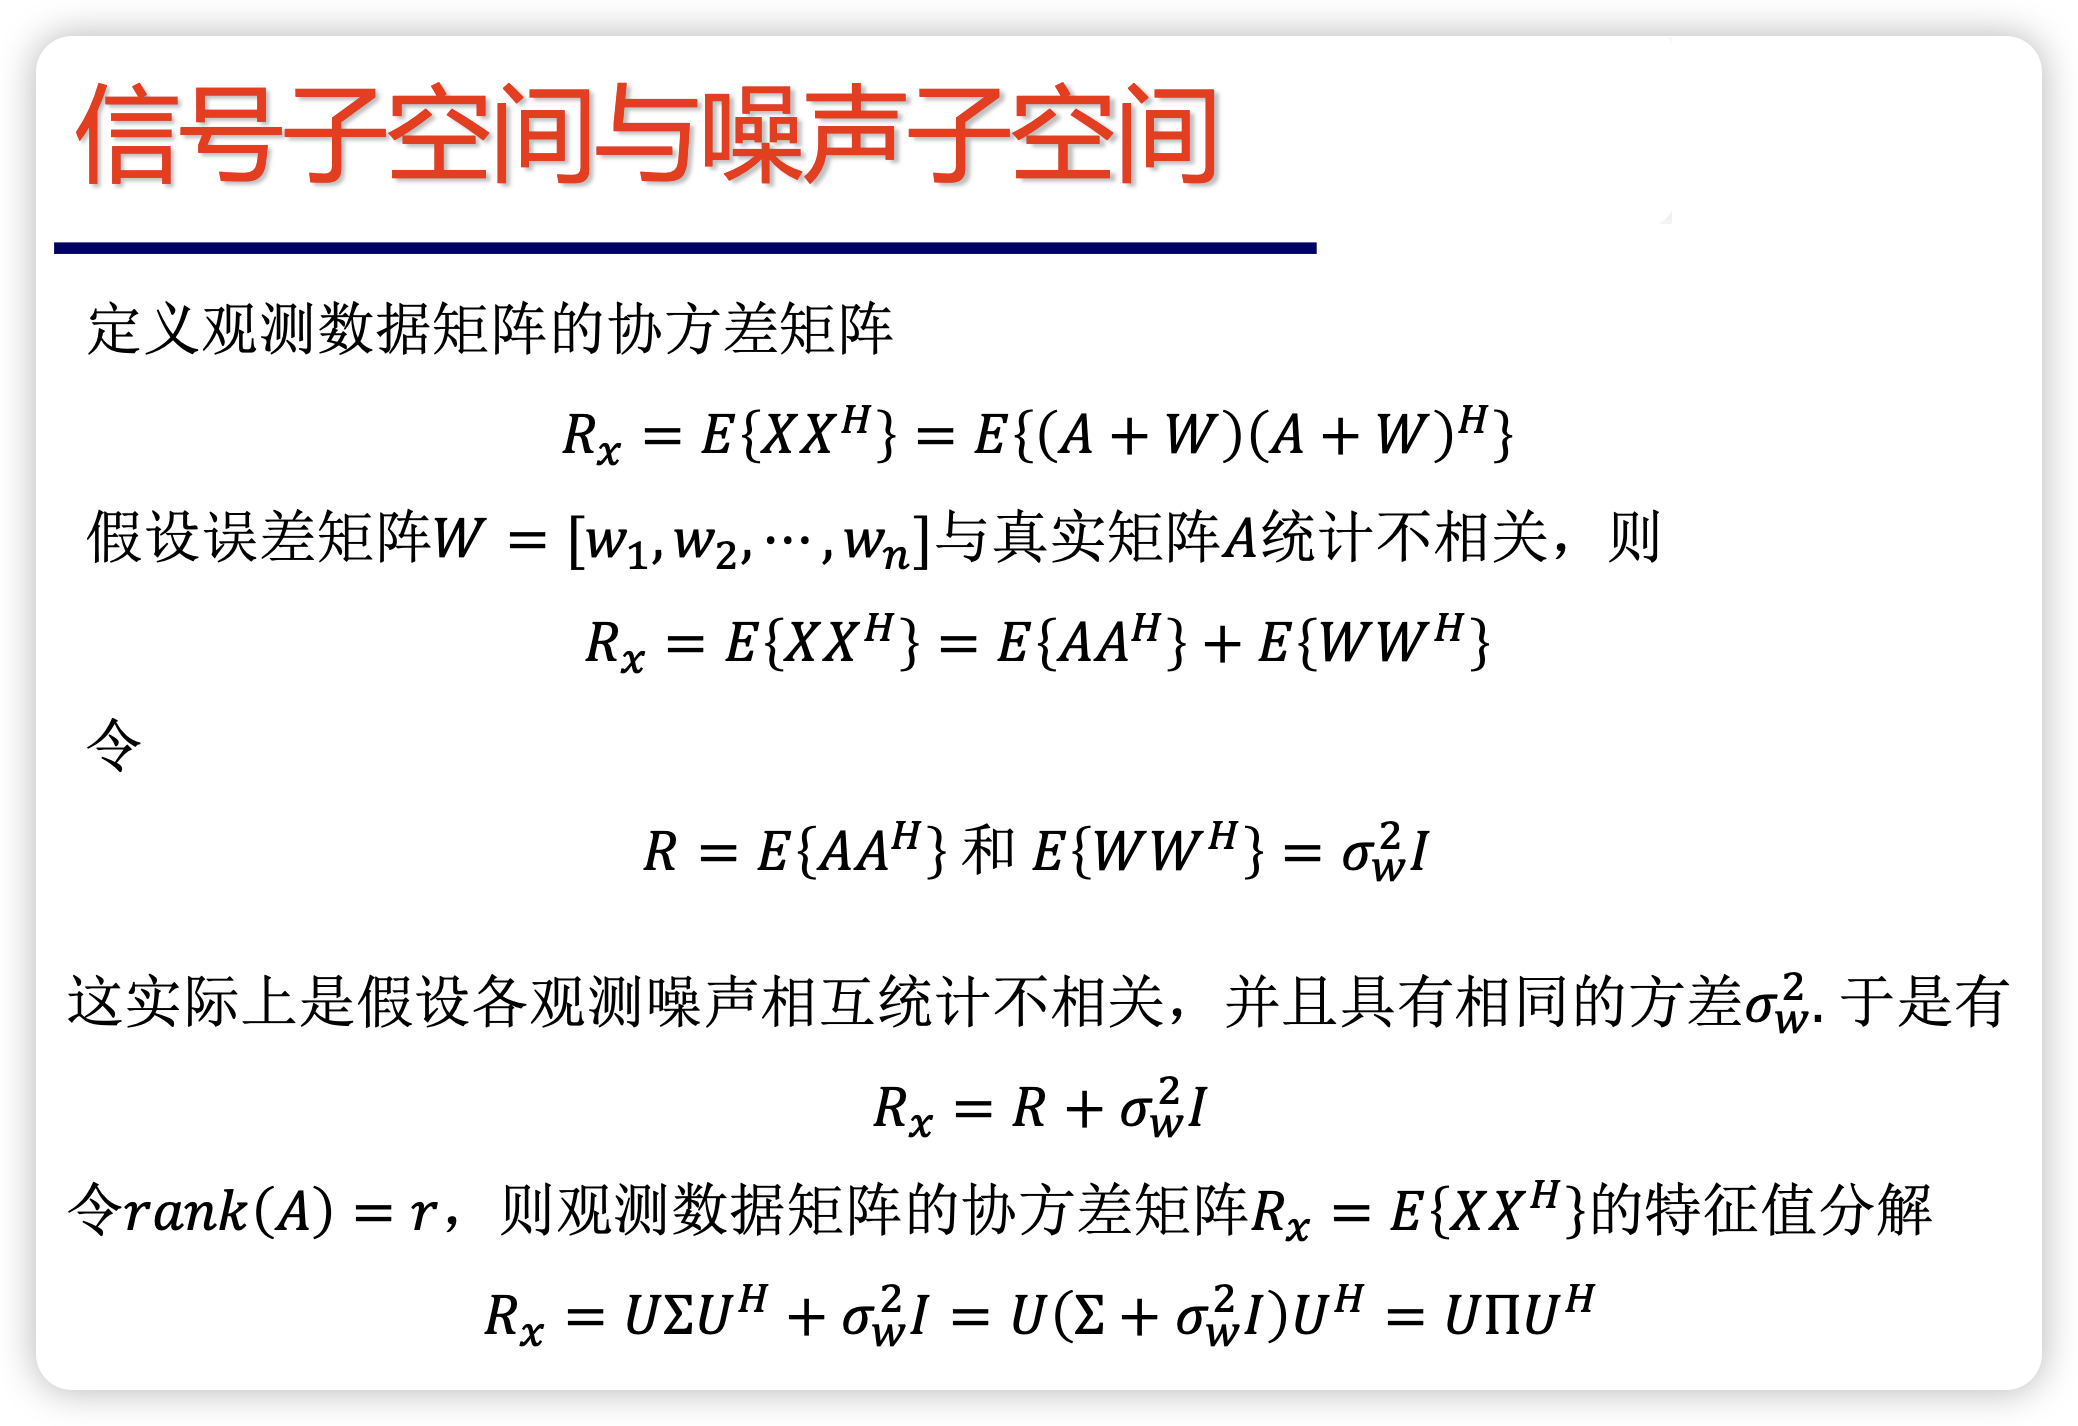 信号子空间与噪声子空间
定义观测数据矩阵的协方差矩阵
$R_x = E\{XX^H\} = E\{(A + W)(A + W)^H\}$
假设误差矩阵$W = [w_1, w_2, \cdots, w_n]$与真实矩阵$A$统计不相关，则
$R_x = E\{XX^H\} = E\{AA^H\} + E\{WW^H\}$
令
$R = E\{AA^H\}$ 和 $E\{WW^H\} = \sigma_w^2 I$
这实际上是假设各观测噪声相互统计不相关，并且具有相同的方差$\sigma_w^2$. 于是有
$R_x = R + \sigma_w^2 I$
令$rank(A) = r$，则观测数据矩阵的协方差矩阵$R_x = E\{XX^H\}$的特征值分解
$R_x = U\Sigma U^H + \sigma_w^2 I = U(\Sigma + \sigma_w^2 I)U^H = U\Pi U^H$